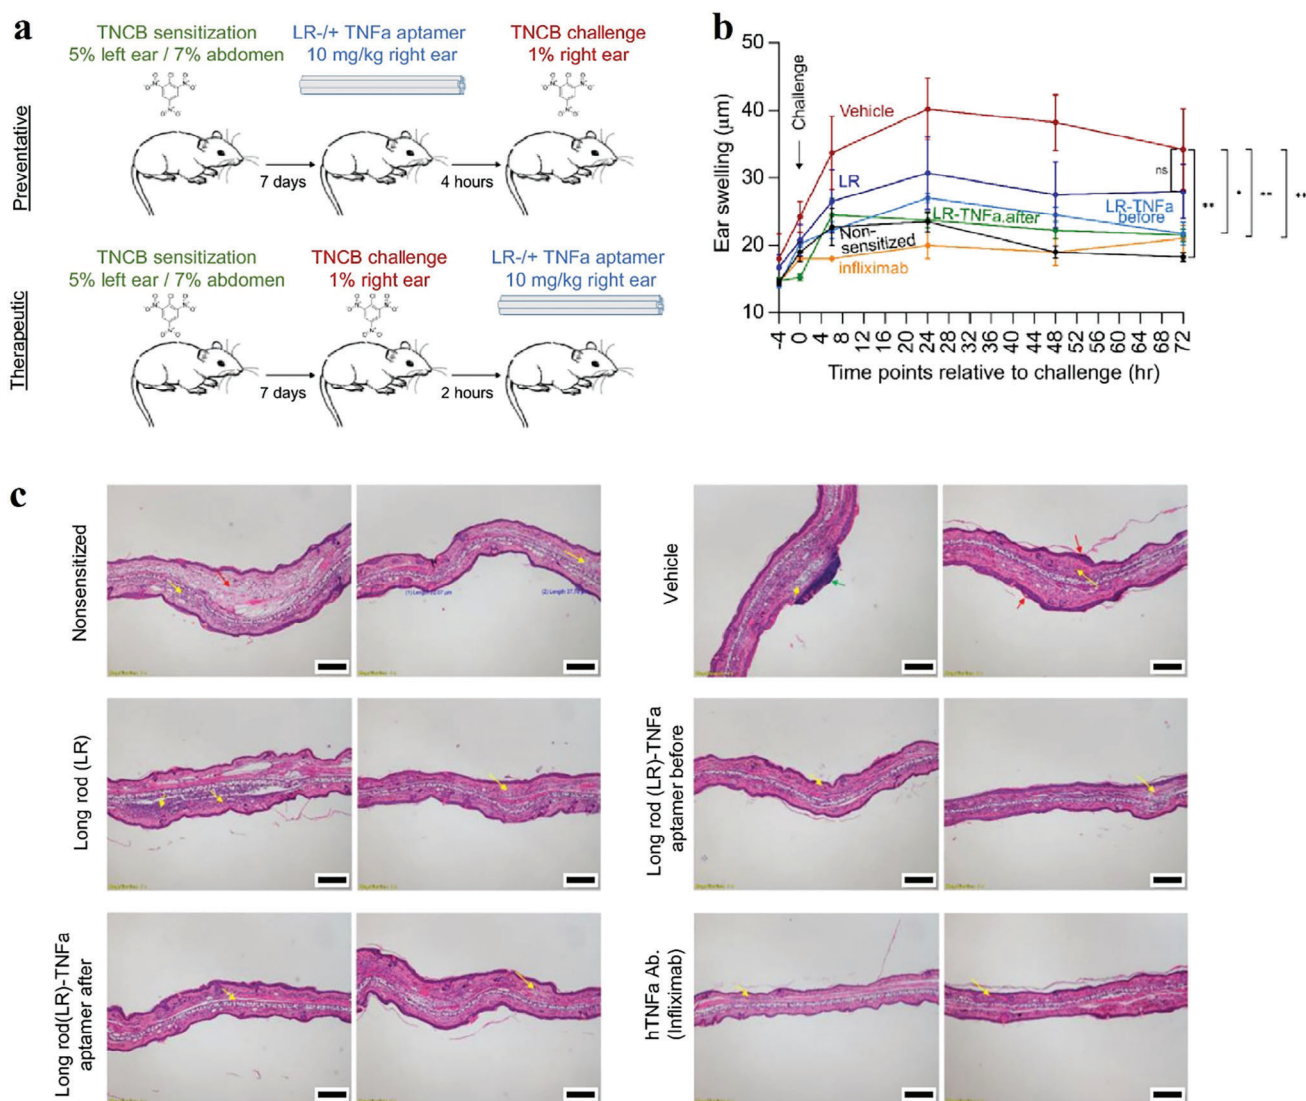 a
TNCB sensitization
5% left ear / 7% abdomen
LR-/+ TNFa aptamer
10 mg/kg right ear
TNCB challenge
1% right ear
Preventative
7 days
4 hours
TNCB sensitization
5% left ear / 7% abdomen
TNCB challenge
1% right ear
LR-/+ TNFa aptamer
10 mg/kg right ear
Therapeutic
7 days
2 hours
b
Ear swelling (μm)
50
40
30
20
10
Challenge
Vehicle
LR
LR-TNFa after
LR-TNFa
before
Non-
sensitized
infliximab
ns
**
*
**
-4 0 4 8 12 16 20 24 28 32 36 40 44 48 52 56 60 64 68 72
Time points relative to challenge (hr)
c
Nonsensitized
Vehicle
Long rod (LR)
Long rod (LR)-TNFa
aptamer before
Long rod(LR)-TNFa
aptamer after
hTNFa Ab.
(Infliximab)